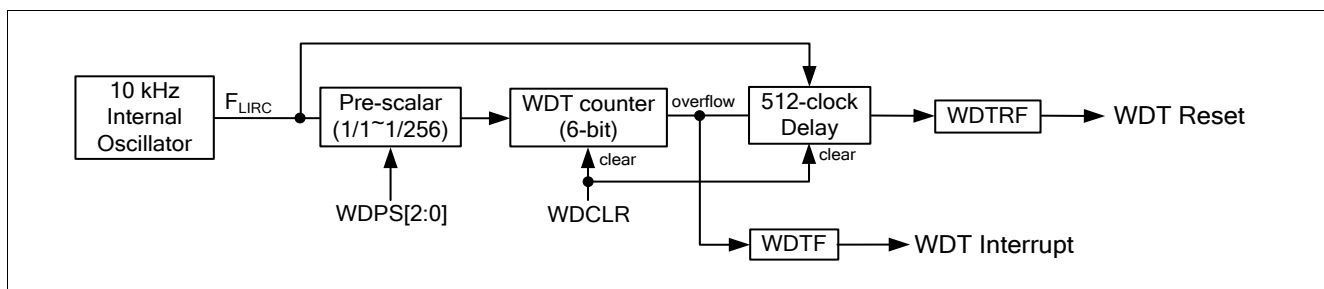 10 kHz
Internal
Oscillator
FLIRC
Pre-scalar
(1/1~1/256)
WDT counter
(6-bit)
overflow
512-clock
Delay
WDTRF
WDT Reset
clear
clear
WDPS[2:0]
WDCLR
WDTF
WDT Interrupt